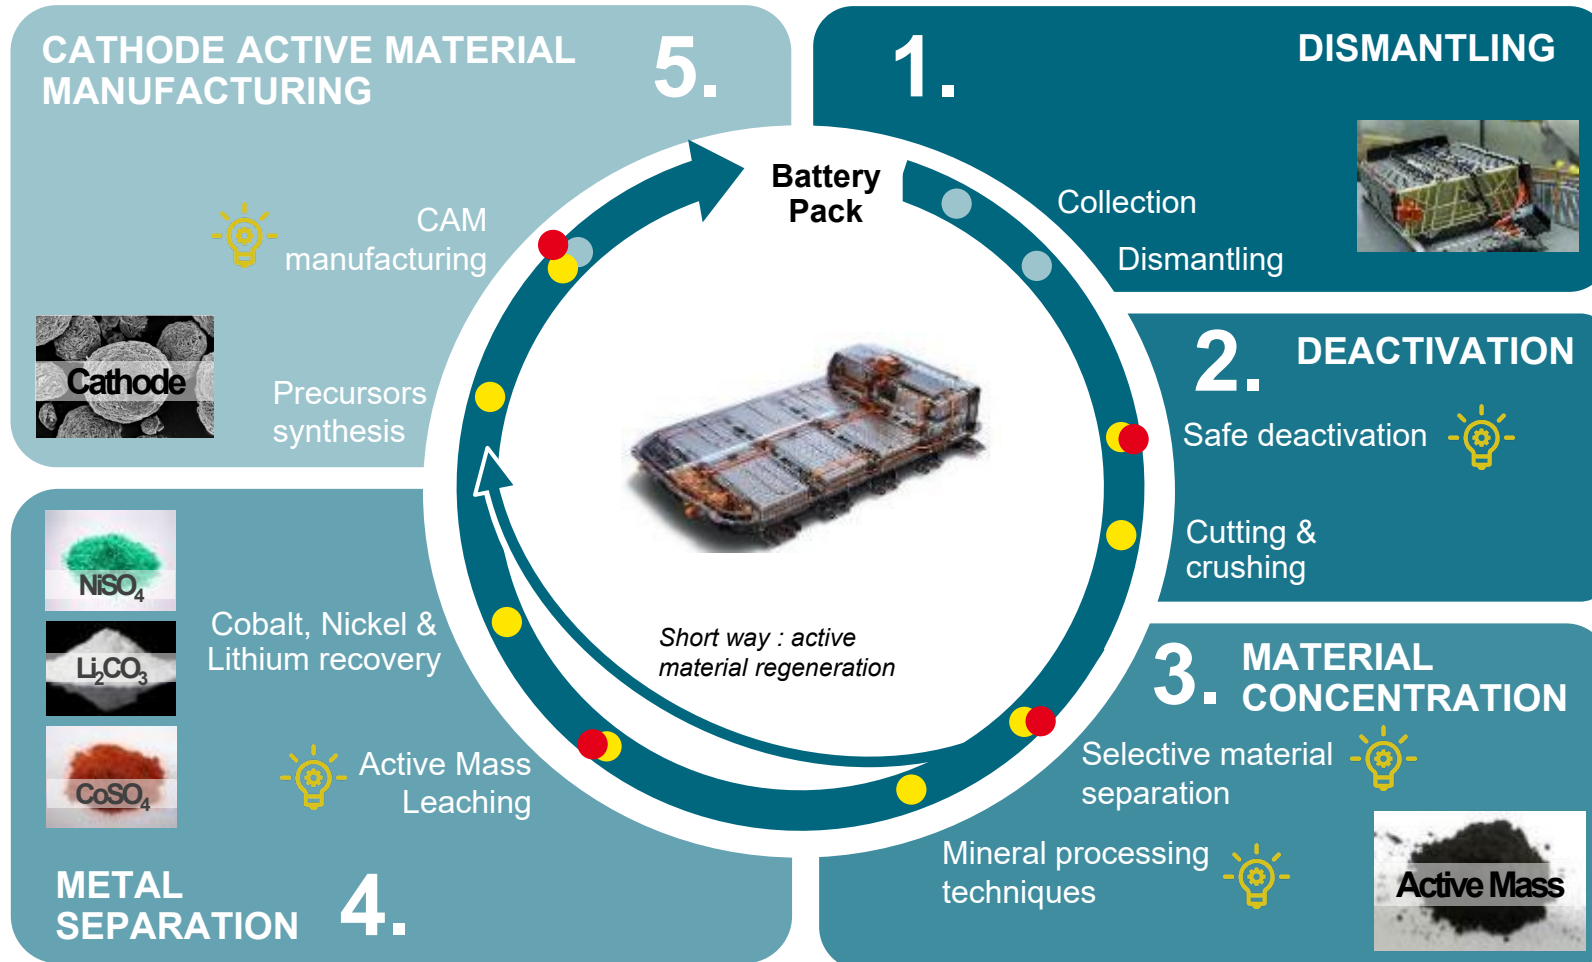 CATHODE ACTIVE MATERIAL
MANUFACTURING
5.
CAM
manufacturing
Cathode
Precursors
synthesis
1.
DISMANTLING
Collection
Dismantling
Battery
Pack
2.
DEACTIVATION
Safe deactivation
Cutting &
crushing
3.
MATERIAL
CONCENTRATION
Selective material
separation
Mineral processing
techniques
Active Mass
Short way : active
material regeneration
NiSO₄
Li₂CO₃
CoSO₄
Cobalt, Nickel &
Lithium recovery
Active Mass
Leaching
METAL
SEPARATION
4.